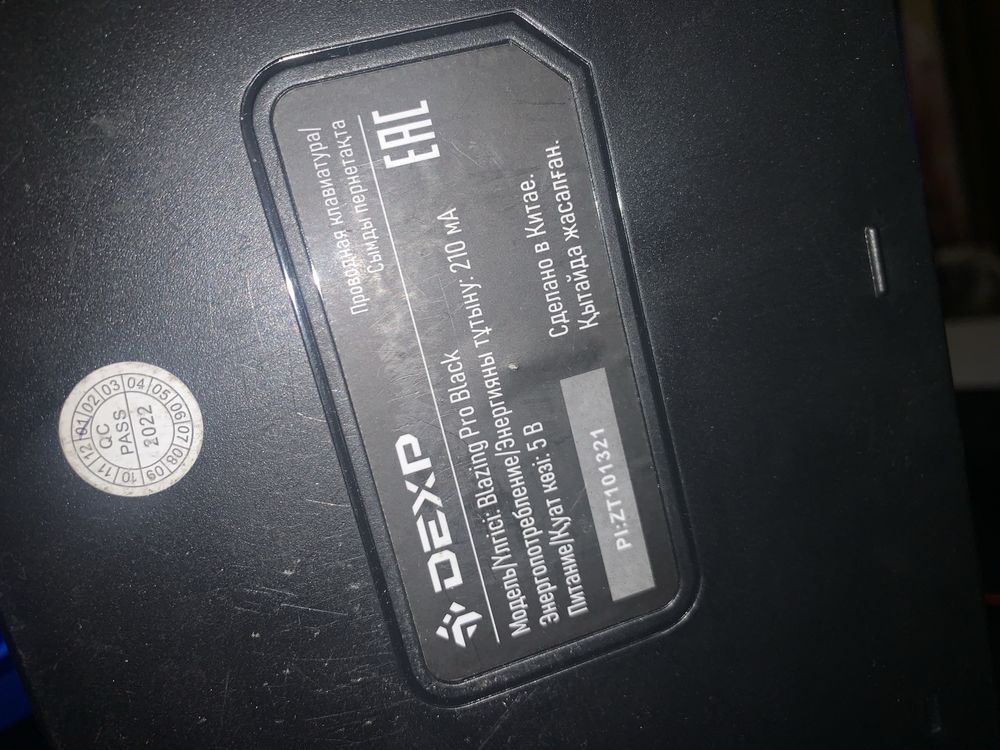 DEXP
Проводная клавиатура/
Сымды пернетақта
EAC
Модель/Үлгісі: Blazing Pro Black
Энергопотребление/Энергияны тұтыну: 210 мА
Питание/Қуат көзі: 5 В
Сделано в Китае.
Қытайда жасалған.
PI:ZT101321
01 02 03 04 05 06 07 08 09 10 11 12
QC
PASS
2022